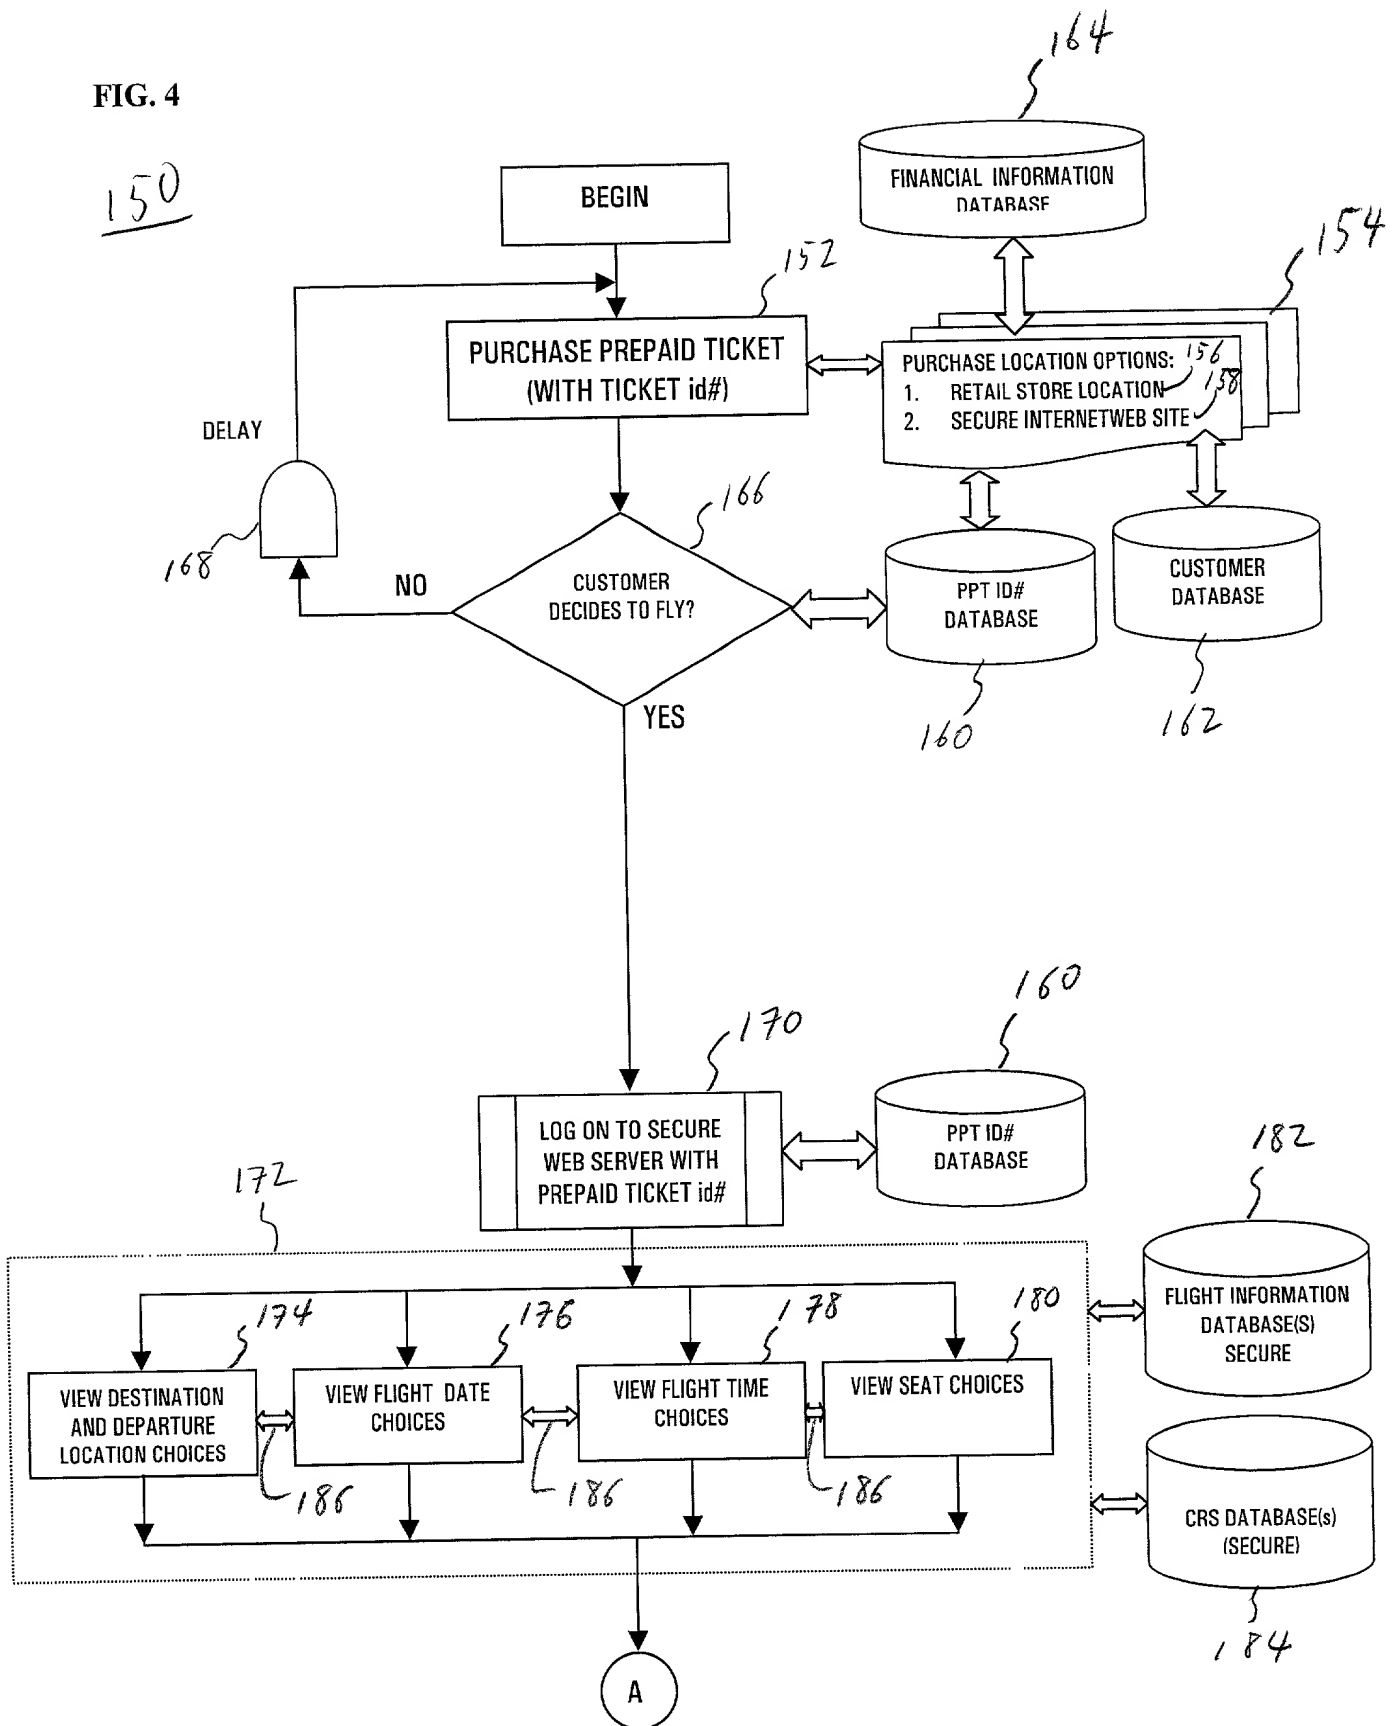 164
FIG. 4
150
BEGIN
FINANCIAL INFORMATION
DATABASE
154
152
PURCHASE PREPAID TICKET
(WITH TICKET id#)
PURCHASE LOCATION OPTIONS:
156
1. RETAIL STORE LOCATION
158
2. SECURE INTERNETWEB SITE
DELAY
168
166
NO
CUSTOMER
DECIDES TO FLY?
YES
PPT ID#
DATABASE
160
CUSTOMER
DATABASE
162
170
160
LOG ON TO SECURE
WEB SERVER WITH
PREPAID TICKET id#
PPT ID#
DATABASE
172
182
FLIGHT INFORMATION
DATABASE(S)
SECURE
174
176
178
180
VIEW DESTINATION
AND DEPARTURE
LOCATION CHOICES
VIEW FLIGHT DATE
CHOICES
VIEW FLIGHT TIME
CHOICES
VIEW SEAT CHOICES
186
186
186
CRS DATABASE(s)
(SECURE)
184
A